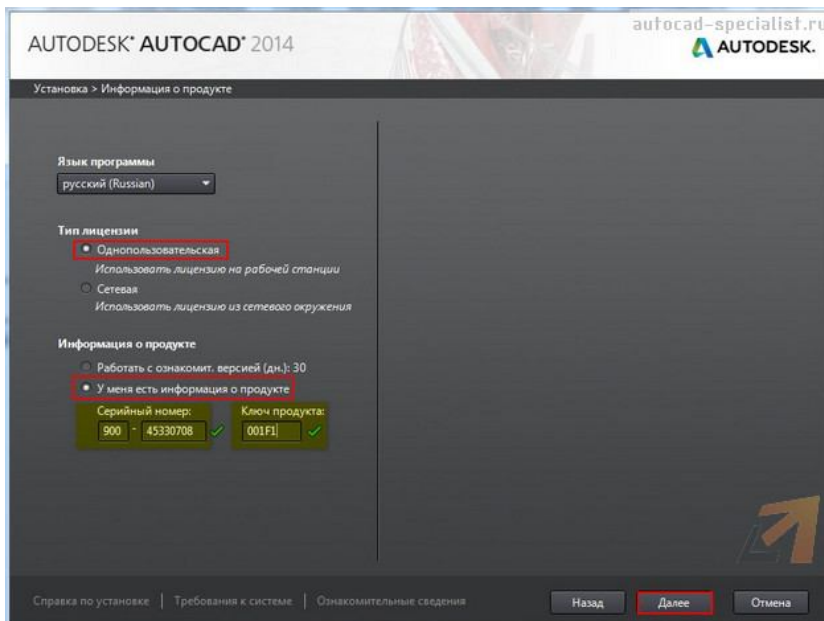 autocad-specialist.ru
AUTODESK® AUTOCAD® 2014
AUTODESK.
Установка > Информация о продукте
Язык программы
русский (Russian)
Тип лицензии
Однопользовательская
Использовать лицензию на рабочей станции
Сетевая
Использовать лицензию из сетевого окружения
Информация о продукте
Работать с ознакомит. версией (дн.): 30
У меня есть информация о продукте
Серийный номер: Ключ продукта:
900 - 45330708 001F1
Справка по установке | Требования к системе | Ознакомительные сведения Назад Далее Отмена